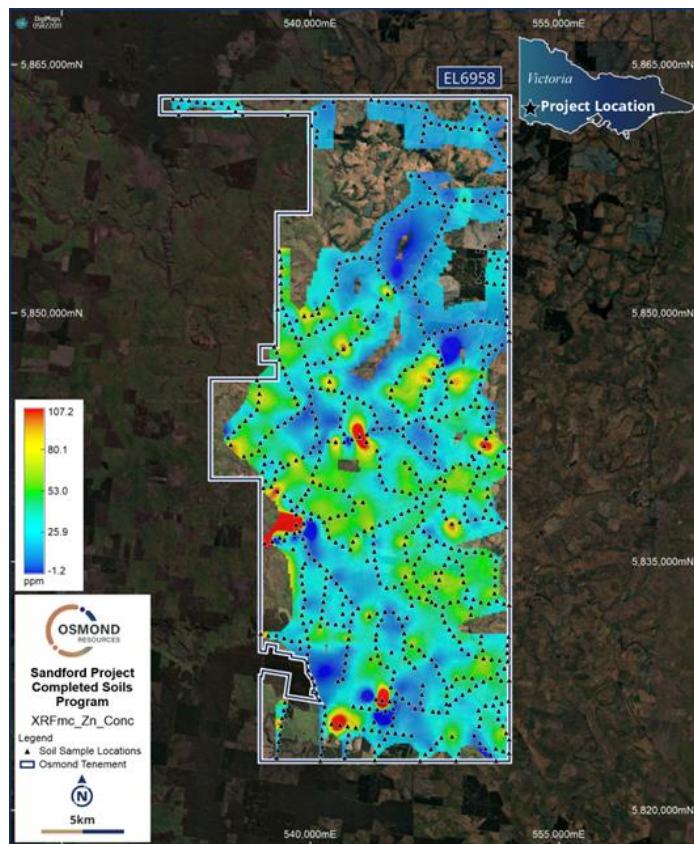 DigiMaps
OSR22011
540,000mE
555,000mE
5,865,000mN
5,865,000mN
EL6958
Victoria
Project Location
5,850,000mN
5,850,000mN
107.2
80.1
53.0
25.9
-1.2
ppm
5,835,000mN
OSMOND
RESOURCES
Sandford Project
Completed Soils
Program
XRFmc_Zn_Conc
Legend
Soil Sample Locations
Osmond Tenement
N
5km
5,820,000mN
540,000mE
555,000mE